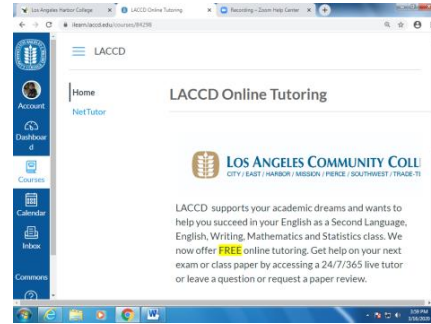 Los Angeles Harbor College
LACCD Online Tutoring
Recording – Zoom Help Center
ilearn.laccd.edu/courses/84298
LACCD
Account
Dashboar
d
Courses
Calendar
Inbox
Commons
Home
NetTutor
LACCD Online Tutoring
LOS ANGELES COMMUNITY COLL
CITY / EAST / HARBOR / MISSION / PIERCE / SOUTHWEST / TRADE-TE
LACCD supports your academic dreams and wants to
help you succeed in your English as a Second Language,
English, Writing, Mathematics and Statistics class. We
now offer FREE online tutoring. Get help on your next
exam or class paper by accessing a 24/7/365 live tutor
or leave a question or request a paper review.
3:59 PM